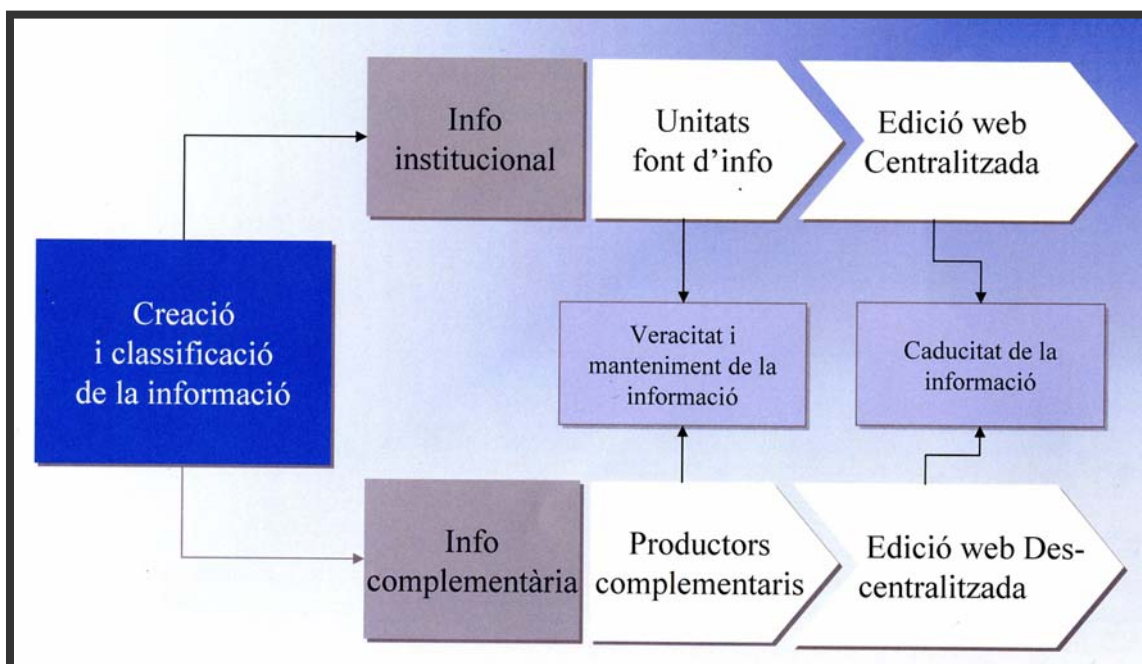 Info
institucional
Unitats
font d'info
Edició web
Centralitzada
Creació
i classificació
de la informació
Veracitat i
manteniment de la
informació
Caducitat de la
informació
Info
complementària
Productors
complementaris
Edició web Des-
centralitzada